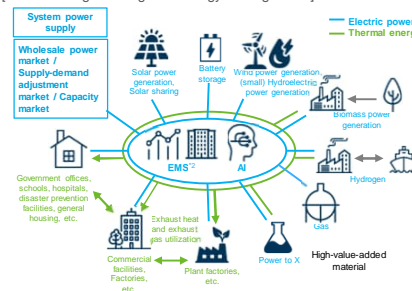 System power
supply
Electric power
Thermal energy
Wholesale power
market /
Supply-demand
adjustment
market / Capacity
market
Solar power
generation,
Solar sharing
Battery
storage
Wind power generation,
(small) Hydroelectric
power generation
Biomass power
generation
EMS*2
AI
Hydrogen
Government offices,
schools, hospitals,
disaster prevention
facilities, general
housing, etc.
Exhaust heat
and exhaust
gas utilization
Gas
Commercial
facilities,
Factories,
etc.
Plant factories,
etc.
Power to X
High-value-added
material